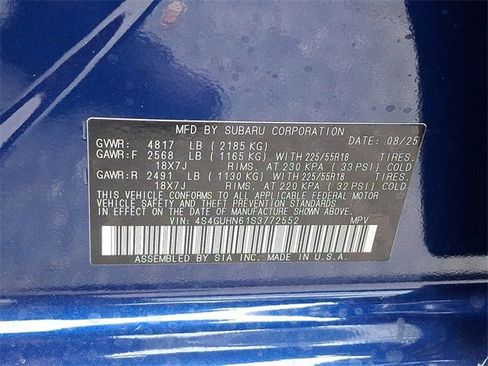 MFD BY SUBARU CORPORATION
GVWR: 4817 LB ( 2185 KG) DATE: 08/25
GAWR:F 2568 LB ( 1165 KG) WITH 225/55R18 TIRES.
18X7J RIMS. AT 230 KPA ( 33 PSI) COLD
GAWR:R 2491 LB ( 1130 KG) WITH 225/55R18 TIRES.
18X7J RIMS. AT 220 KPA ( 32 PSI) COLD
THIS VEHICLE CONFORMS TO ALL APPLICABLE FEDERAL MOTOR
VEHICLE SAFETY AND THEFT PREVENTION STANDARDS
IN EFFECT ON THE DATE OF MANUFACTURE SHOWN ABOVE.
VIN: 4S4GUHN61S3772552 MPV
ASSEMBLED BY SIA INC. MADE IN U.S.A.